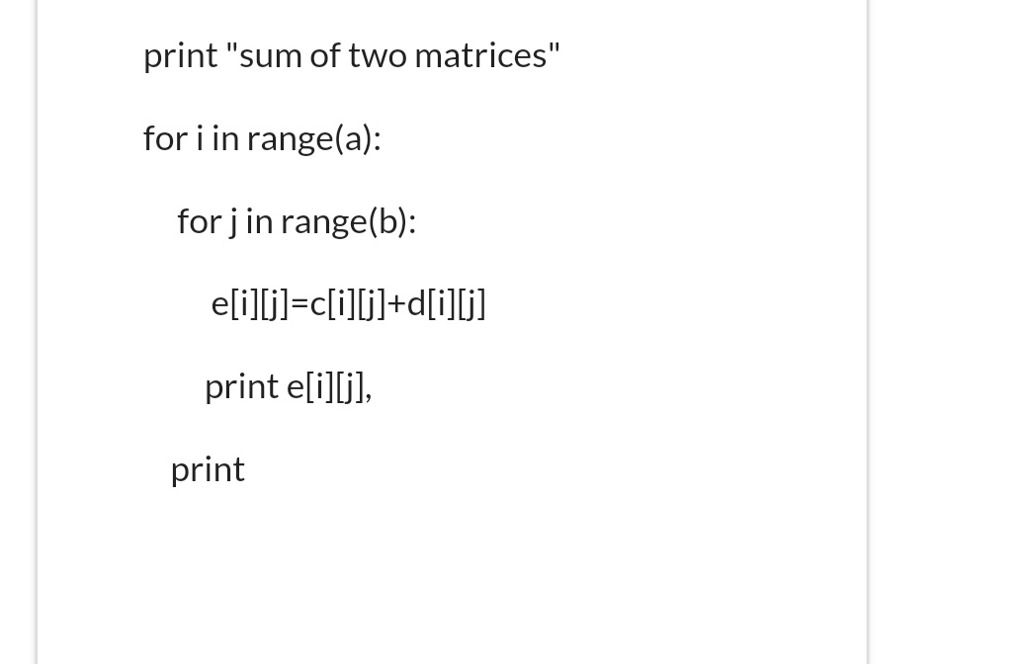 print "sum of two matrices"
for i in range(a):
for j in range(b):
e[i][j]=c[i][j]+d[i][j]
print e[i][j],
print